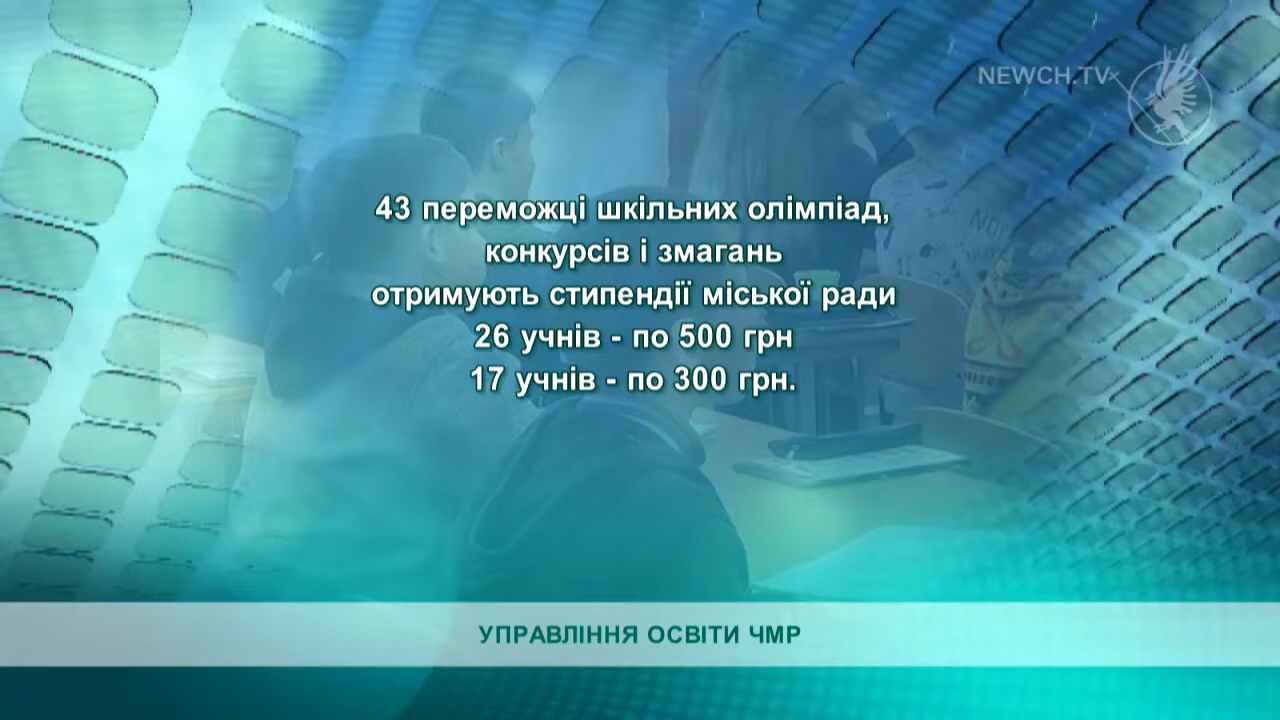 NEWCH.TV
43 переможці шкільних олімпіад,
конкурсів і змагань
отримують стипендії міської ради
26 учнів - по 500 грн
17 учнів - по 300 грн.
УПРАВЛІННЯ ОСВІТИ ЧМР